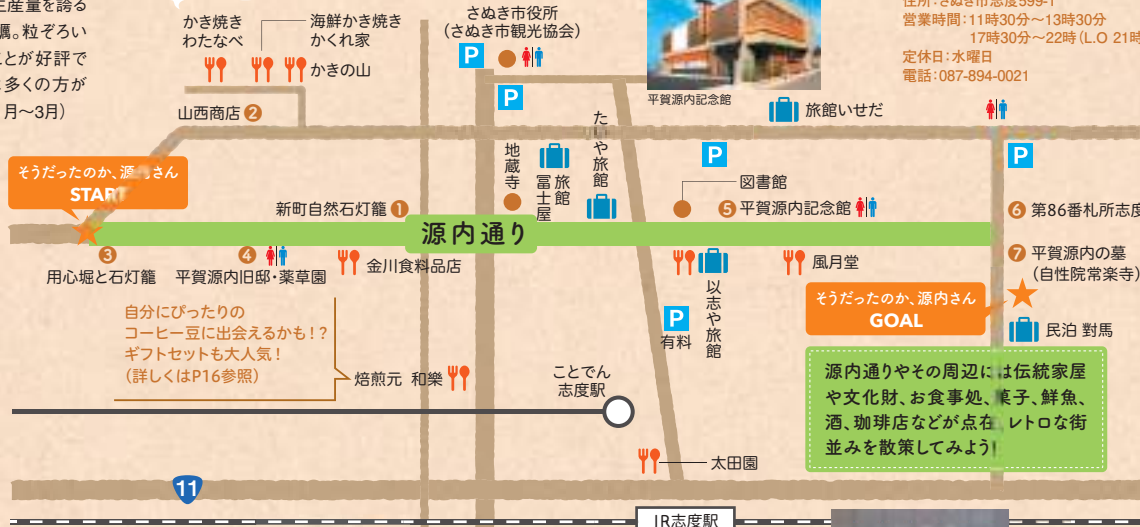 生産量を誇る
蠣。粒ぞろい
ことが好評で
多くの方が
月～3月）
かき焼き
わたなべ
海鮮かき焼き
かくれ家
かきの山
さぬき市役所
（さぬき市観光協会）
P
P
平賀源内記念館
住所：さぬき市志度599-1
営業時間：11時30分～13時30分
17時30分～22時（L.O 21時
定休日：水曜日
電話：087-894-0021
山西商店 2
旅館いせだ
たいや旅館
地蔵寺
旅館
冨士屋
P
P
図書館
そうだったのか、源内さん
START
新町自然石灯籠 1
源内通り
5 平賀源内記念館
6 第86番札所志度
3
用心堀と石灯籠
4
平賀源内旧邸・薬草園
金川食料品店
以志や旅館
風月堂
7 平賀源内の墓
（自性院常楽寺）
そうだったのか、源内さん
GOAL
民泊 對馬
P
有料
自分にぴったりの
コーヒー豆に出会えるかも！？
ギフトセットも大人気！
（詳しくはP16参照）
焙煎元 和樂
ことでん
志度駅
源内通りやその周辺には伝統家屋
や文化財、お食事処、菓子、鮮魚、
酒、珈琲店などが点在。レトロな街
並みを散策してみよう！
太田園
11
JR志度駅